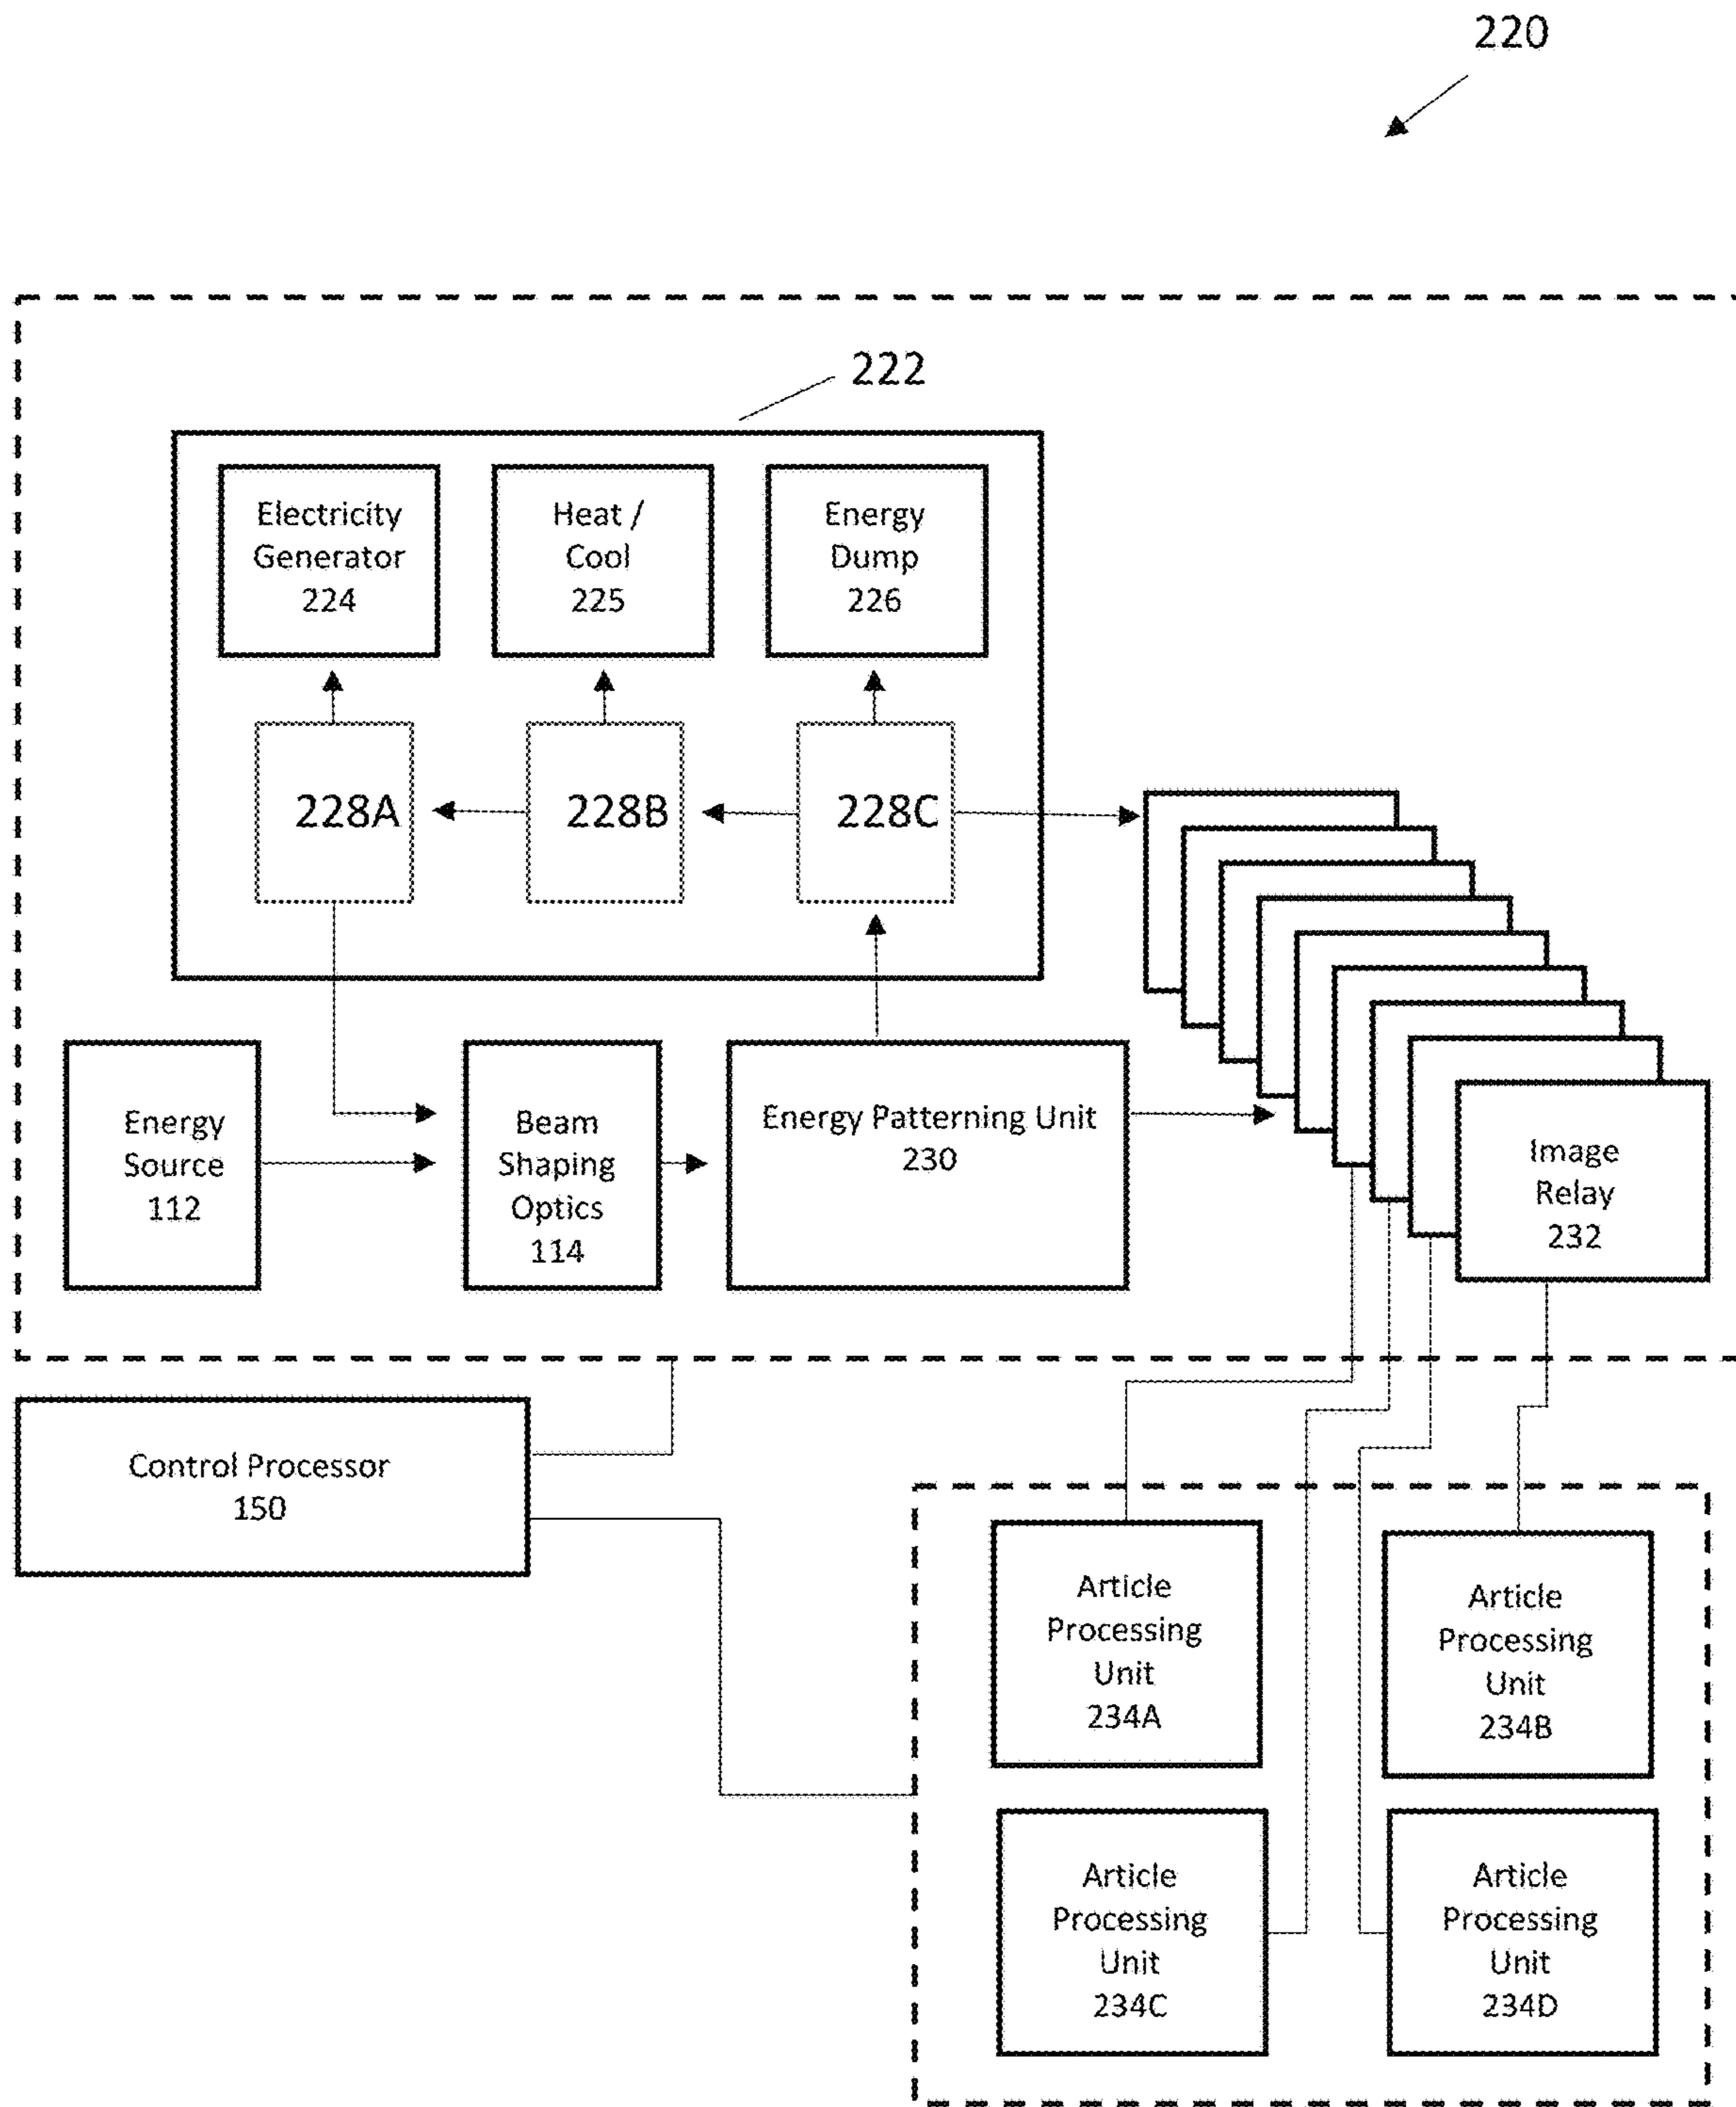 220
222
Electricity
Generator
224
Heat /
Cool
225
Energy
Dump
226
228A
228B
228C
Energy
Source
112
Beam
Shaping
Optics
114
Energy Patterning Unit
230
Image
Relay
232
Control Processor
150
Article
Processing
Unit
234A
Article
Processing
Unit
234B
Article
Processing
Unit
234C
Article
Processing
Unit
234D